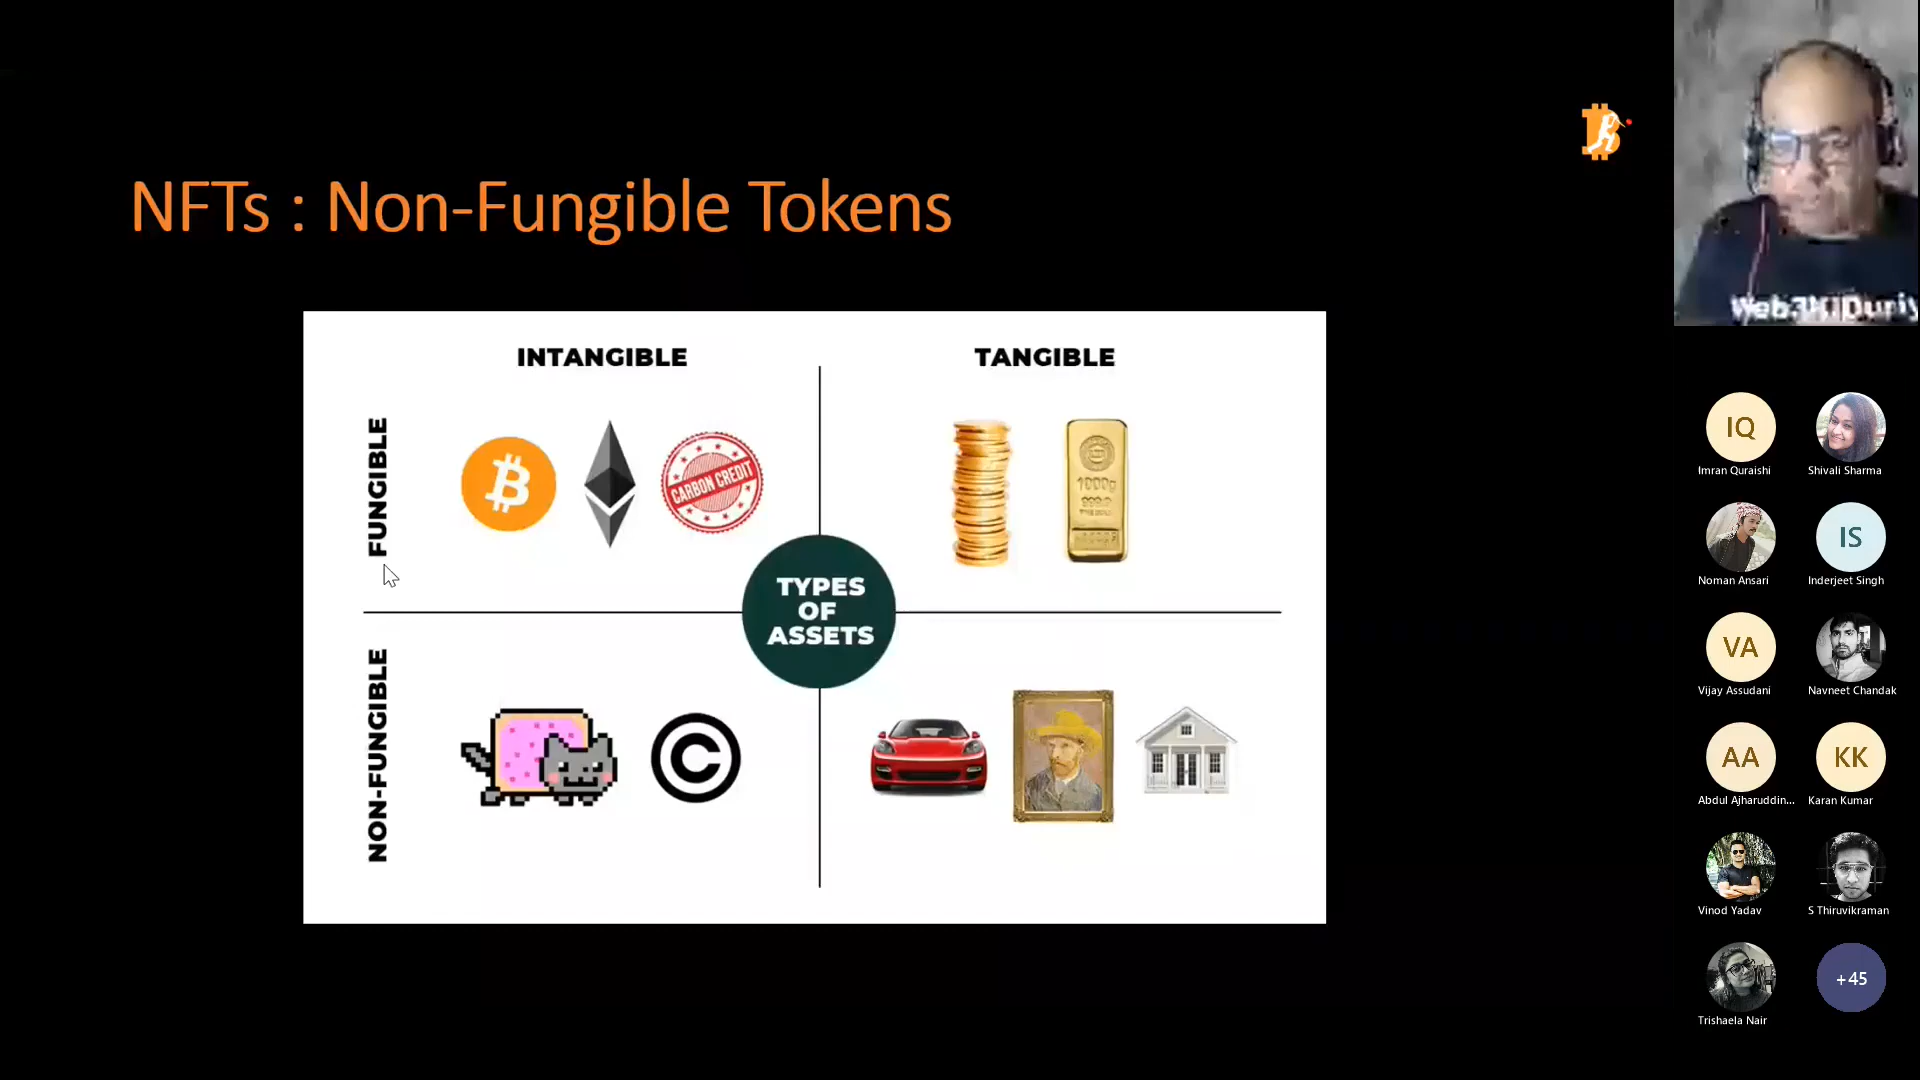 NFTs : Non-Fungible Tokens
INTANGIBLE
TANGIBLE
FUNGIBLE
CARBON CREDIT
1000g
TYPES
OF
ASSETS
NON-FUNGIBLE
©
IQ
Imran Quraishi
Shivali Sharma
Noman Ansari
IS
Inderjeet Singh
VA
Vijay Assudani
Navneet Chandak
AA
Abdul Ajharuddin...
KK
Karan Kumar
Vinod Yadav
S Thiruvikraman
Trishaela Nair
+45